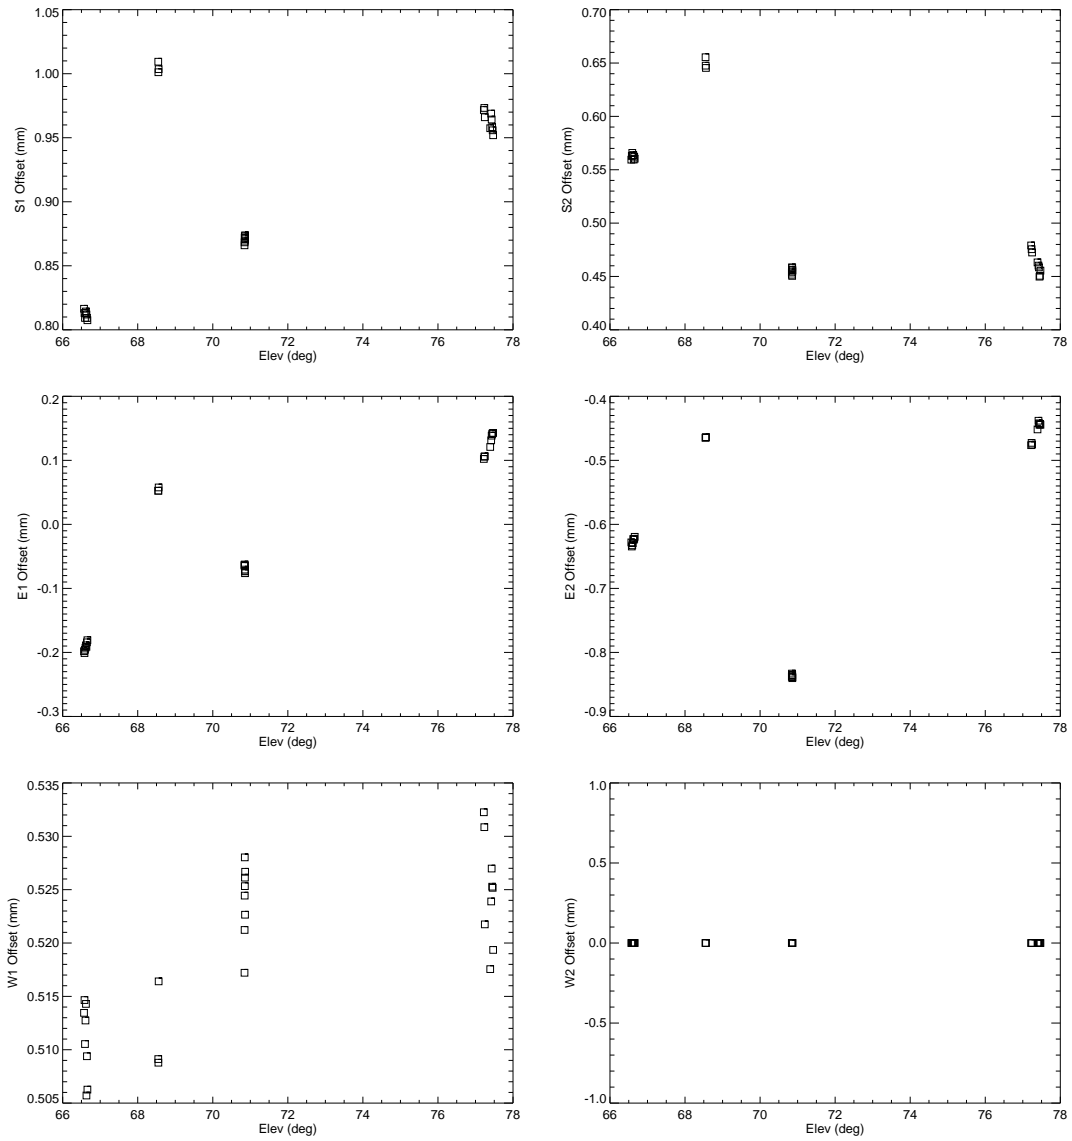 1.05
1.00
0.95
0.90
0.85
0.80
S1 Offset (mm)
66 68 70 72 74 76 78
Elev (deg)
0.70
0.65
0.60
0.55
0.50
0.45
0.40
S2 Offset (mm)
66 68 70 72 74 76 78
Elev (deg)
0.2
0.1
0.0
-0.1
-0.2
-0.3
E1 Offset (mm)
66 68 70 72 74 76 78
Elev (deg)
-0.4
-0.5
-0.6
-0.7
-0.8
-0.9
E2 Offset (mm)
66 68 70 72 74 76 78
Elev (deg)
0.535
0.530
0.525
0.520
0.515
0.510
0.505
W1 Offset (mm)
66 68 70 72 74 76 78
Elev (deg)
1.0
0.5
0.0
-0.5
-1.0
W2 Offset (mm)
66 68 70 72 74 76 78
Elev (deg)